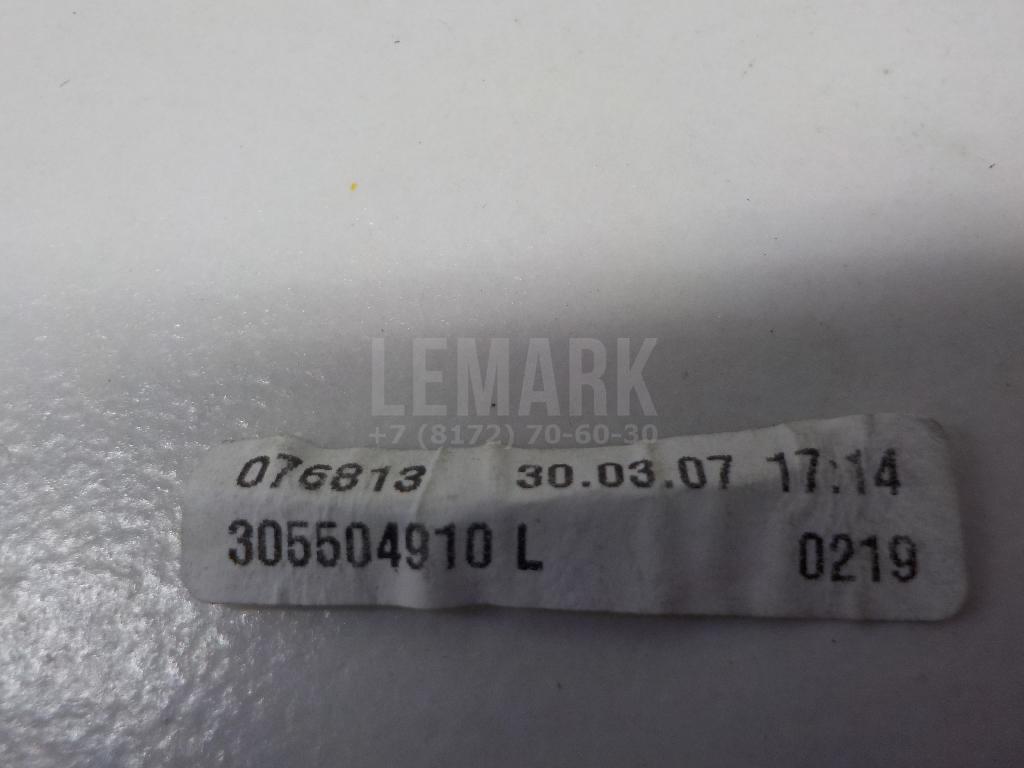 LEMARK
+7 (8172) 70-60-30
076813 30.03.07 17:14
305504910 L 0219